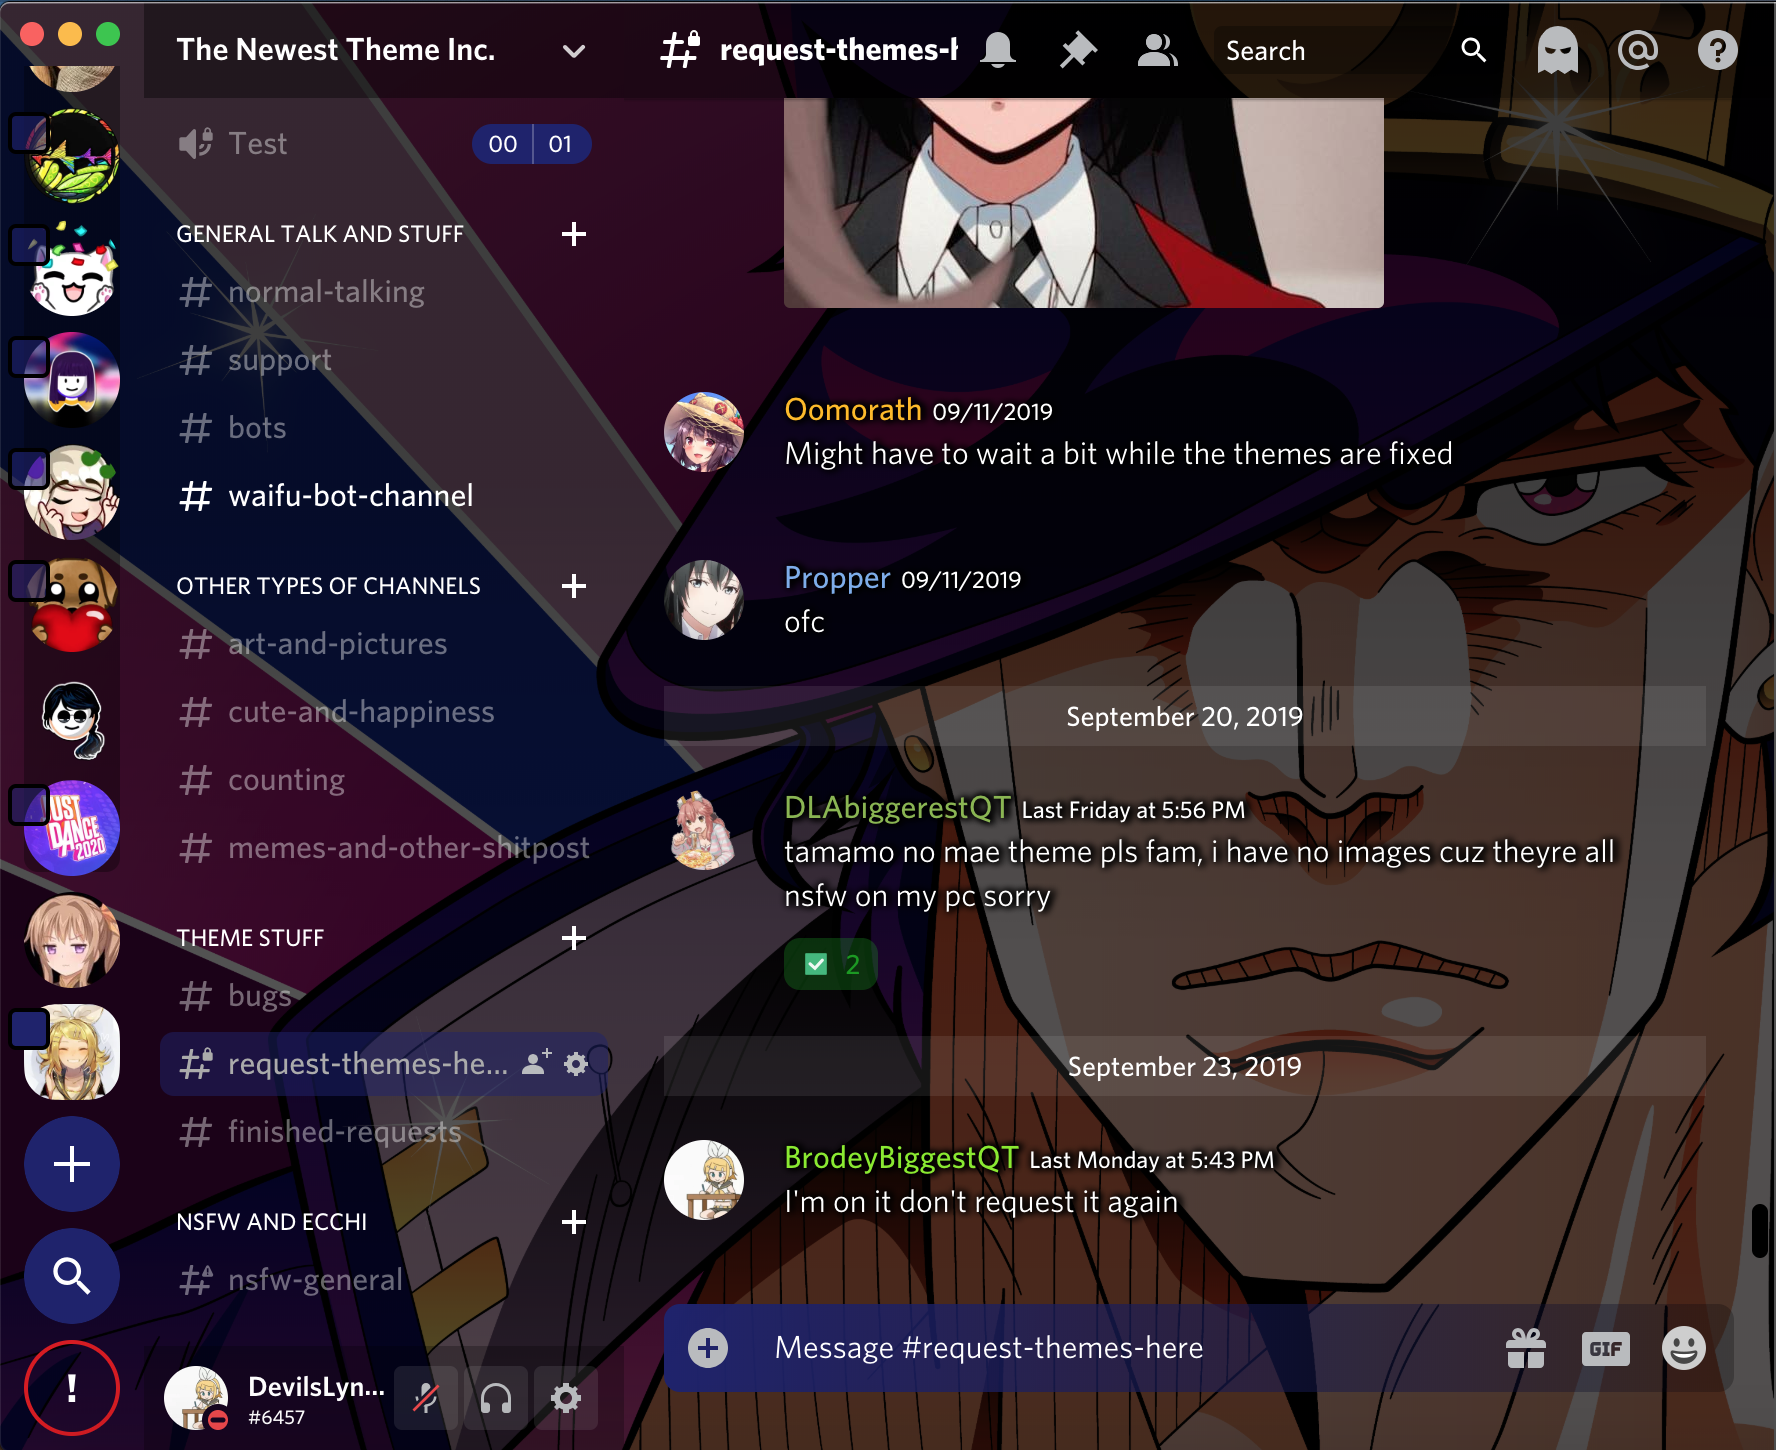 The Newest Theme Inc.
request-themes-h
Search
Test
00 01
GENERAL TALK AND STUFF
normal-talking
support
bots
waifu-bot-channel
OTHER TYPES OF CHANNELS
art-and-pictures
cute-and-happiness
counting
memes-and-other-shitpost
THEME STUFF
bugs
request-themes-he...
finished-requests
NSFW AND ECCHI
nsfw-general
DevilsLyn...
#6457
JUST
DANCE
2020
!
Oomorath 09/11/2019
Might have to wait a bit while the themes are fixed
Propper 09/11/2019
ofc
September 20, 2019
DLAbiggerestQT Last Friday at 5:56 PM
tamamo no mae theme pls fam, i have no images cuz theyre all
nsfw on my pc sorry
2
September 23, 2019
BrodeyBiggestQT Last Monday at 5:43 PM
I'm on it don't request it again
Message #request-themes-here
GIF